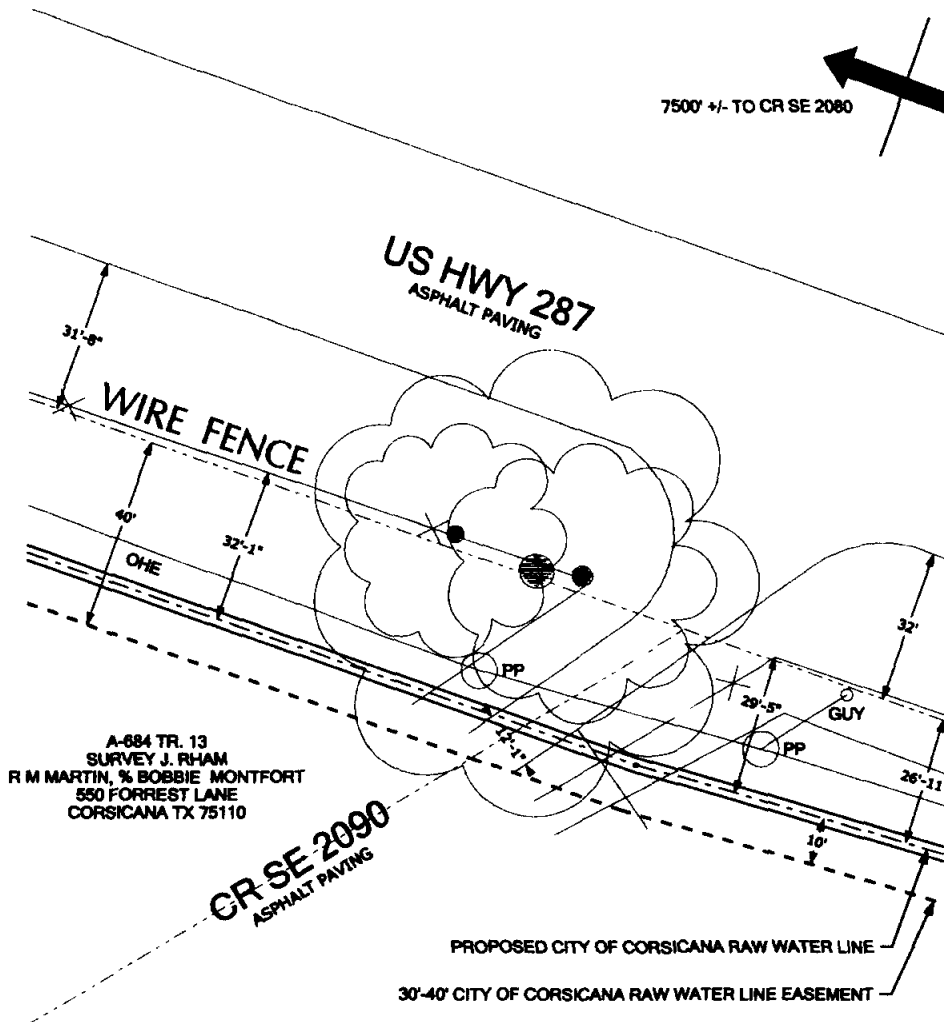 7500' +/- TO CR SE 2080
US HWY 287
ASPHALT PAVING
31'-8"
WIRE FENCE
40'
32'-1"
OHE
32'
PP
29'-5"
GUY
PP
12'-1"
26'-11
10'
A-684 TR. 13
SURVEY J. RHAM
R M MARTIN, % BOBBIE MONTFORT
550 FORREST LANE
CORSICANA TX 75110
CR SE 2090
ASPHALT PAVING
PROPOSED CITY OF CORSICANA RAW WATER LINE
30'-40' CITY OF CORSICANA RAW WATER LINE EASEMENT